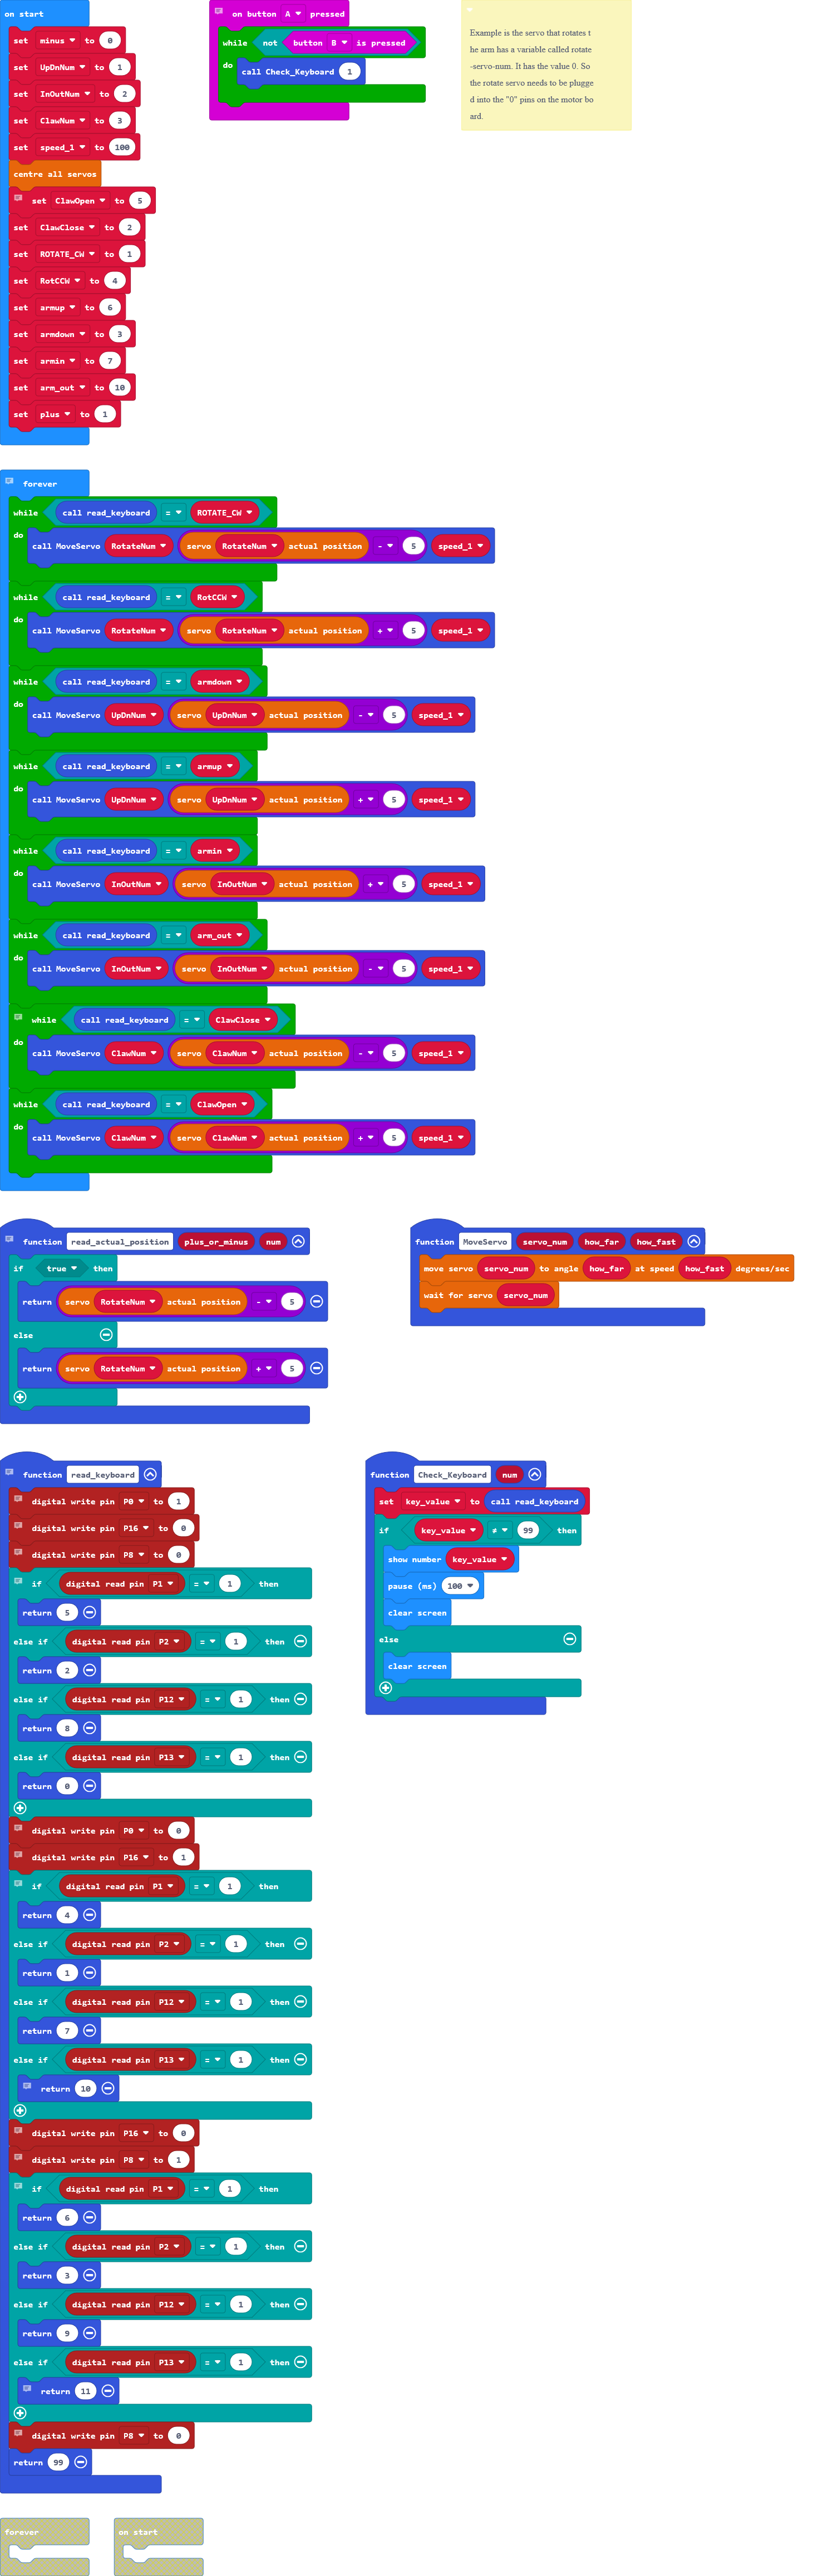 on start
set minus to 0
set UpDnNum to 1
set InOutNum to 2
set ClawNum to 3
set speed_1 to 100
centre all servos
set ClawOpen to 5
set ClawClose to 2
set ROTATE_CW to 1
set RotCCW to 4
set armup to 6
set armdown to 3
set armin to 7
set arm_out to 10
set plus to 1
on button A pressed
while not button B is pressed
do
call Check_Keyboard 1
Example is the servo that rotates t
he arm has a variable called rotate
-servo-num. It has the value 0. So
the rotate servo needs to be plugge
d into the "0" pins on the motor bo
ard.
forever
while call read_keyboard = ROTATE_CW
do
call MoveServo RotateNum servo RotateNum actual position - 5 speed_1
while call read_keyboard = RotCCW
do
call MoveServo RotateNum servo RotateNum actual position + 5 speed_1
while call read_keyboard = armdown
do
call MoveServo UpDnNum servo UpDnNum actual position - 5 speed_1
while call read_keyboard = armup
do
call MoveServo UpDnNum servo UpDnNum actual position + 5 speed_1
while call read_keyboard = armin
do
call MoveServo InOutNum servo InOutNum actual position + 5 speed_1
while call read_keyboard = arm_out
do
call MoveServo InOutNum servo InOutNum actual position - 5 speed_1
while call read_keyboard = ClawClose
do
call MoveServo ClawNum servo ClawNum actual position - 5 speed_1
while call read_keyboard = ClawOpen
do
call MoveServo ClawNum servo ClawNum actual position + 5 speed_1
function read_actual_position plus_or_minus num
if true then
return servo RotateNum actual position - 5
else
return servo RotateNum actual position + 5
function MoveServo servo_num how_far how_fast
move servo servo_num to angle how_far at speed how_fast degrees/sec
wait for servo servo_num
function read_keyboard
digital write pin P0 to 1
digital write pin P16 to 0
digital write pin P8 to 0
if digital read pin P1 = 1 then
return 5
else if digital read pin P2 = 1 then
return 2
else if digital read pin P12 = 1 then
return 8
else if digital read pin P13 = 1 then
return 0
digital write pin P0 to 0
digital write pin P16 to 1
if digital read pin P1 = 1 then
return 4
else if digital read pin P2 = 1 then
return 1
else if digital read pin P12 = 1 then
return 7
else if digital read pin P13 = 1 then
return 10
digital write pin P16 to 0
digital write pin P8 to 1
if digital read pin P1 = 1 then
return 6
else if digital read pin P2 = 1 then
return 3
else if digital read pin P12 = 1 then
return 9
else if digital read pin P13 = 1 then
return 11
digital write pin P8 to 0
return 99
function Check_Keyboard num
set key_value to call read_keyboard
if key_value ≠ 99 then
show number key_value
pause (ms) 100
clear screen
else
clear screen
forever
on start